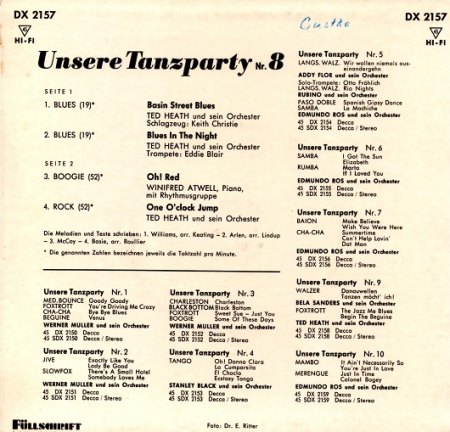 DX 2157
HI-FI
Unsere Tanzparty Nr. 8
DX 2157
HI-FI
SEITE 1
1. BLUES (19)* Basin Street Blues
TED HEATH und sein Orchester
Schlagzeug: Keith Christie
2. BLUES (19)* Blues In The Night
TED HEATH und sein Orchester
Trompete: Eddie Blair
SEITE 2
3. BOOGIE (52)* Oh! Red
WINIFRED ATWELL, Piano,
mit Rhythmusgruppe
4. ROCK (52)* One O'clock Jump
TED HEATH und sein Orchester
Die Melodien und Texte schrieben: 1. Williams, arr. Keating - 2. Arlen, arr. Lindup
- 3. McCoy - 4. Basie, arr. Roullier
* Die genannten Zahlen bezeichnen jeweils die Taktzahl pro Minute.
Unsere Tanzparty Nr. 5
LANGS. WALZ. Wir wollen niemals aus-
einandergehn
ADDY FLOR und sein Orchester
Solo-Trompete: Otto Fröhlich
LANGS. WALZ. Rio Nights
RUBINO und sein Orchester
PASO DOBLE Spanish Gipsy Dance
SAMBA La Machiche
EDMUNDO ROS und sein Orchester
45 DX 2154 Decca
45 SDX 2154 Decca / Stereo
Unsere Tanzparty Nr. 6
SAMBA I Got The Sun
Elizabeth
RUMBA Marta
If I Loved You
EDMUNDO ROS und sein Orchester
45 DX 2155 Decca
45 SDX 2155 Decca / Stereo
Unsere Tanzparty Nr. 7
BAION Make Believe
Wish You Were Here
CHA-CHA Summertime
Can't Help Lovin'
Dat Man
EDMUNDO ROS und sein Orchester
45 DX 2156 Decca
45 SDX 2156 Decca / Stereo
Unsere Tanzparty Nr. 1
MED.BOUNCE Goody Goody
FOXTROTT You're Driving Me Crazy
CHA-CHA Bye Bye Blues
BEGUINE Venus
WERNER MULLER und sein Orchester
45 DX 2150 Decca
45 SDX 2150 Decca / Stereo
Unsere Tanzparty Nr. 2
JIVE Exactly Like You
Lady Be Good
SLOWFOX There's A Small Hotel
Somebody Loves Me
WERNER MULLER und sein Orchester
45 DX 2151 Decca
45 SDX 2151 Decca / Stereo
Unsere Tanzparty Nr. 3
CHARLESTON Charleston
BLACKBOTTOM Black Bottom
FOXTROTT Sweet Sue - Just You
BOOGIE Some Of These Days
WERNER MULLER und sein Orchester
45 DX 2152 Decca
45 SDX 2152 Decca / Stereo
Unsere Tanzparty Nr. 4
TANGO Oh! Donna Clara
La Cumparsita
El Choclo
Ecstasy Tango
STANLEY BLACK und sein Orchester
45 DX 2153 Decca
45 SDX 2153 Decca / Stereo
Unsere Tanzparty Nr. 9
WALZER Donauwellen
Tanzen möcht' ich!
BELA SANDERS und sein Orchester
FOXTROTT The Jazz Me Blues
Begin The Beguine
TED HEATH und sein Orchester
45 DX 2158 Decca
45 SDX 2158 Decca / Stereo
Unsere Tanzparty Nr. 10
MAMBO It Ain't Necessarily So
You're Just In Love
MERENGUE Just In Time
Colonel Bogey
EDMUNDO ROS und sein Orchester
45 DX 2159 Decca
45 SDX 2159 Decca / Stereo
FÜLLSCHRIFT
Foto: Dr. E. Ritter